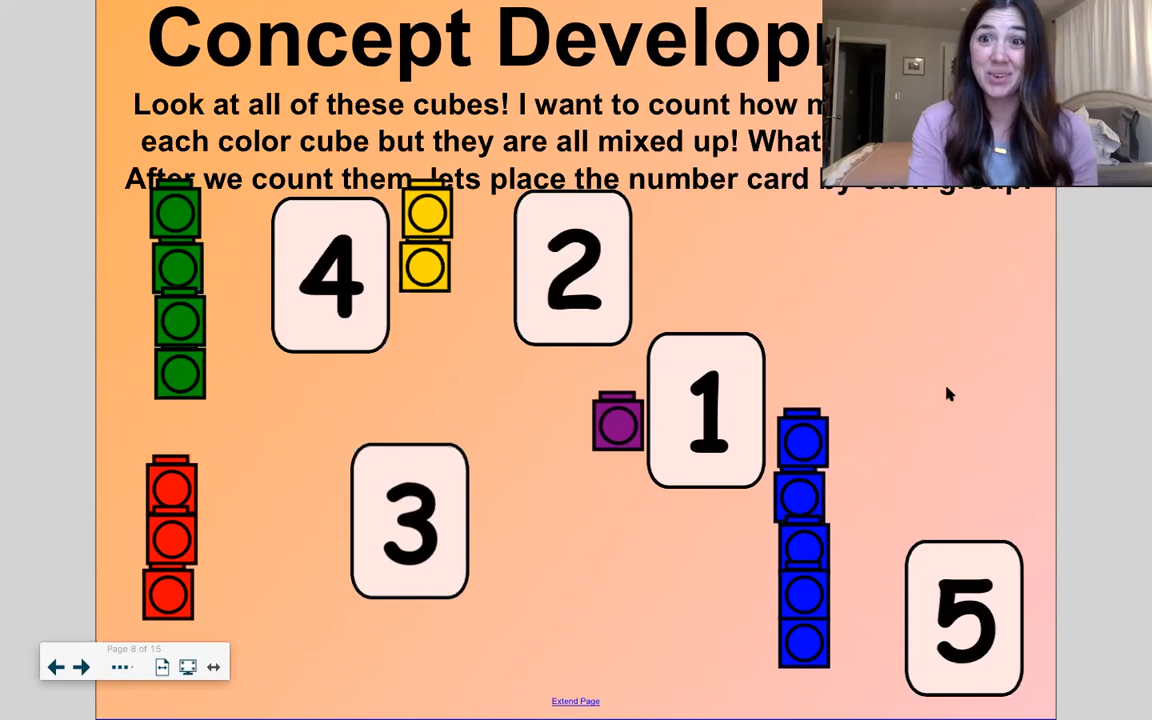 Concept Develop
Look at all of these cubes! I want to count how
each color cube but they are all mixed up! What
After we count them, lets place the number card by each group.
4
2
1
3
5
Page 8 of 15
Extend Page